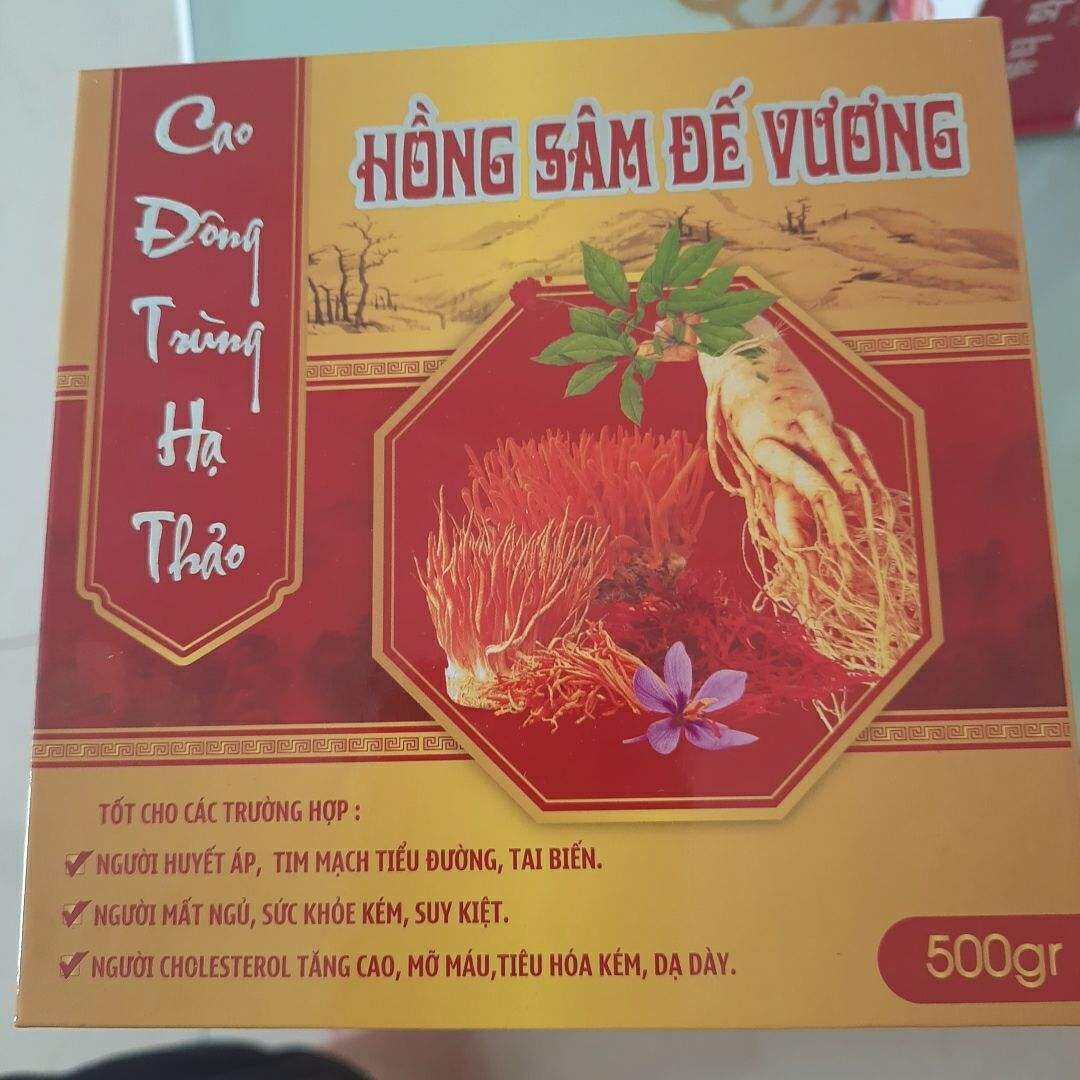 Cao
Đông
Trùng
Hạ
Thảo
HỒNG SÂM ĐẾ VƯƠNG
TỐT CHO CÁC TRƯỜNG HỢP :
NGƯỜI HUYẾT ÁP, TIM MẠCH TIỂU ĐƯỜNG, TAI BIẾN.
NGƯỜI MẤT NGỦ, SỨC KHỎE KÉM, SUY KIỆT.
NGƯỜI CHOLESTEROL TĂNG CAO, MỠ MÁU,TIÊU HÓA KÉM, DẠ DÀY.
500gr